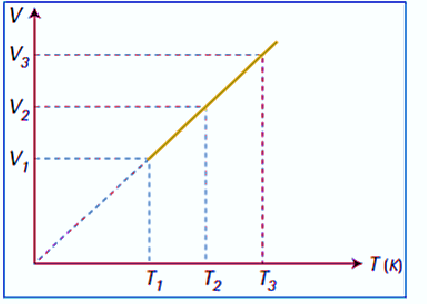 V
V₃
V₂
V₁
T₁ T₂ T₃
T (K)